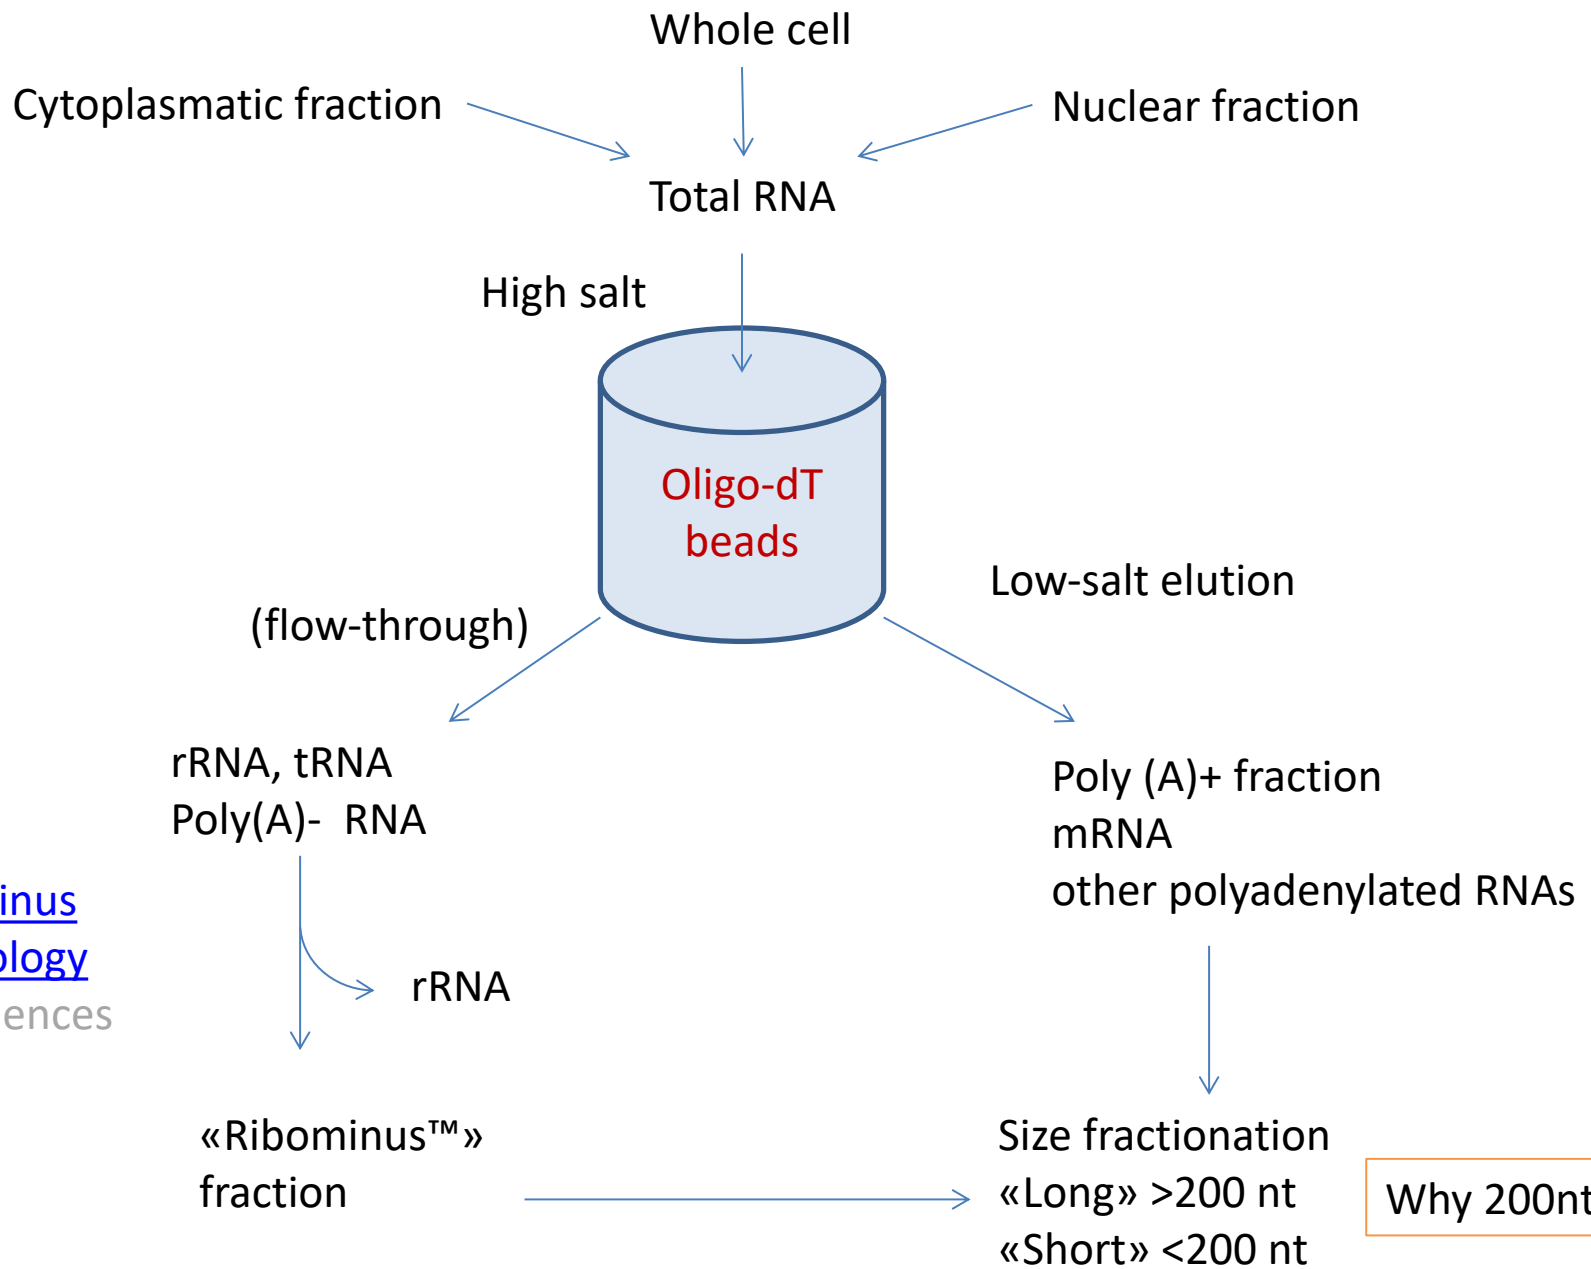 Whole cell
Cytoplasmatic fraction
Nuclear fraction
Total RNA
High salt
Oligo-dT
beads
Low-salt elution
(flow-through)
rRNA, tRNA
Poly(A)- RNA
Poly (A)+ fraction
mRNA
other polyadenylated RNAs
inus
ology
ences
rRNA
«Ribominus™»
fraction
Size fractionation
«Long» >200 nt
«Short» <200 nt
Why 200nt